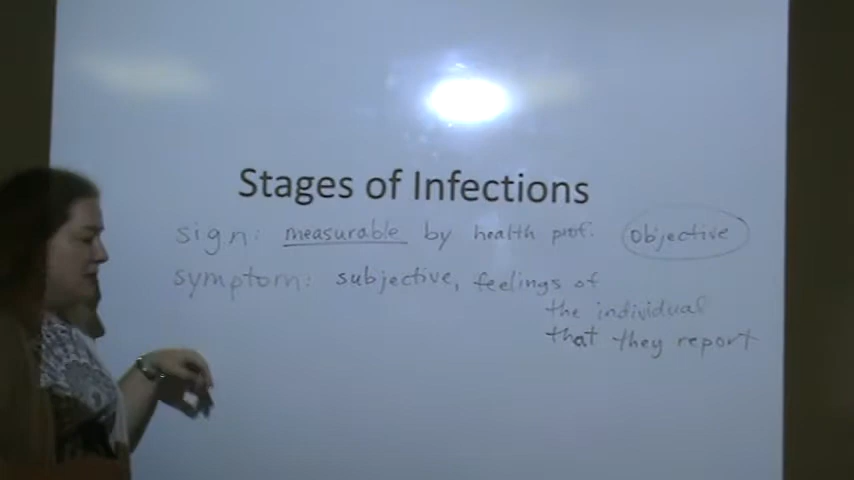 Stages of Infections
sign: measurable by health prof. Objective
symptom: subjective, feelings of
the individual
that they report